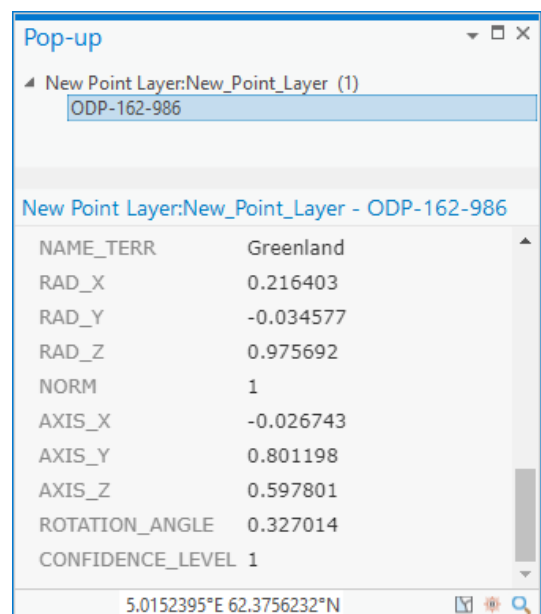 Pop-up
New Point Layer:New_Point_Layer (1)
ODP-162-986
New Point Layer:New_Point_Layer - ODP-162-986
NAME_TERR Greenland
RAD_X 0.216403
RAD_Y -0.034577
RAD_Z 0.975692
NORM 1
AXIS_X -0.026743
AXIS_Y 0.801198
AXIS_Z 0.597801
ROTATION_ANGLE 0.327014
CONFIDENCE_LEVEL 1
5.0152395°E 62.3756232°N